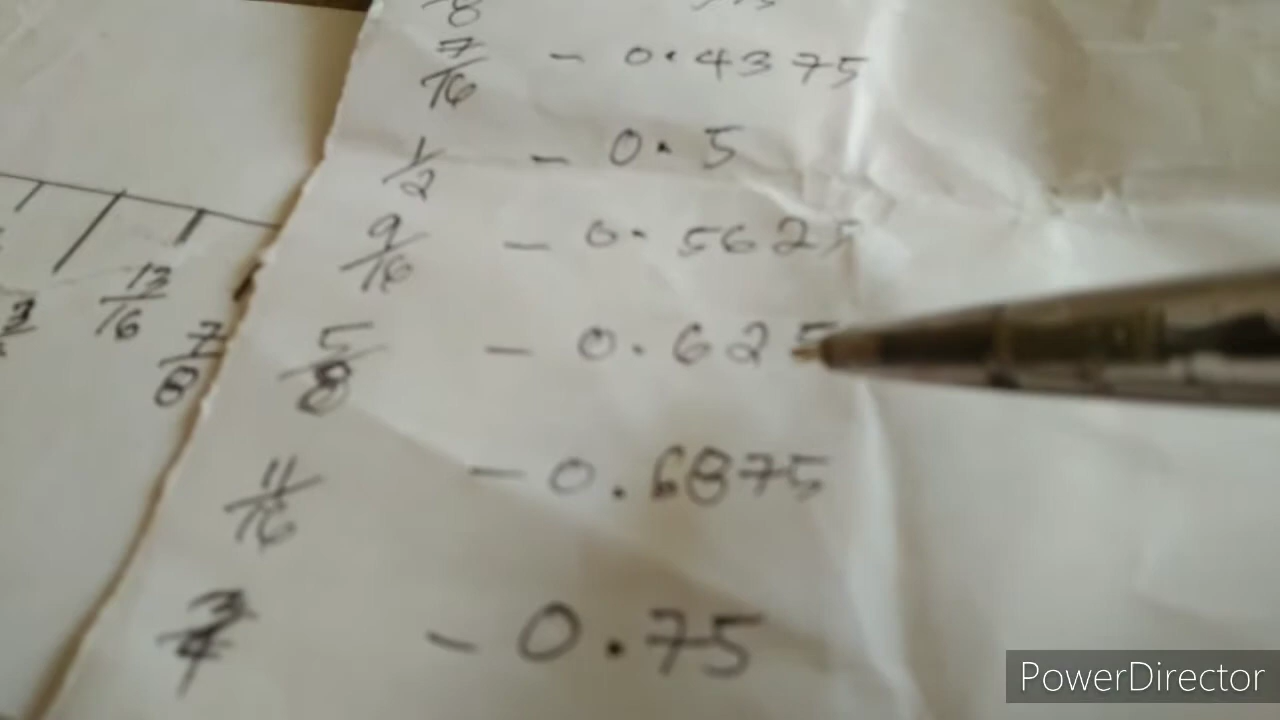 7/16 - 0.4375
1/2 - 0.5
9/16 - 0.5625
5/8 - 0.625
11/16 - 0.6875
3/4 - 0.75
13/16
7/8
PowerDirector